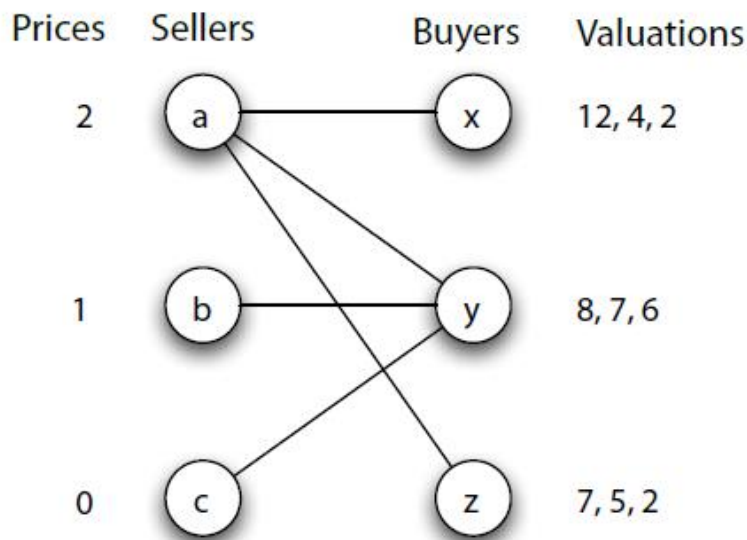 Prices Sellers Buyers Valuations
2 a x 12, 4, 2
1 b y 8, 7, 6
0 c z 7, 5, 2